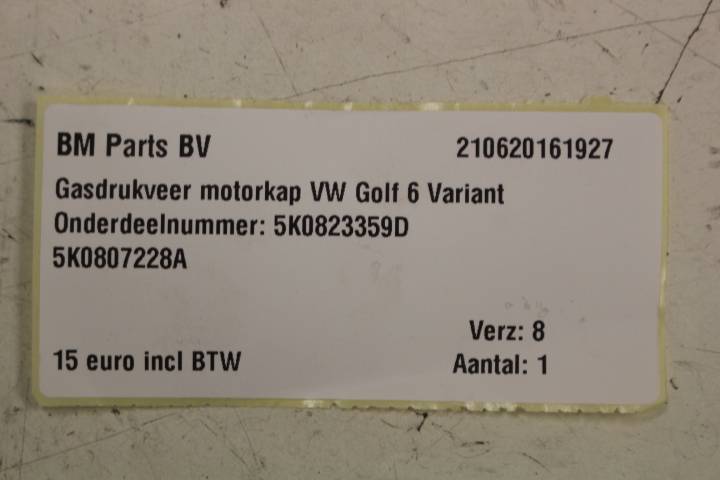 BM Parts BV 210620161927
Gasdrukveer motorkap VW Golf 6 Variant
Onderdeelnummer: 5K0823359D
5K0807228A
Verz: 8
15 euro incl BTW Aantal: 1